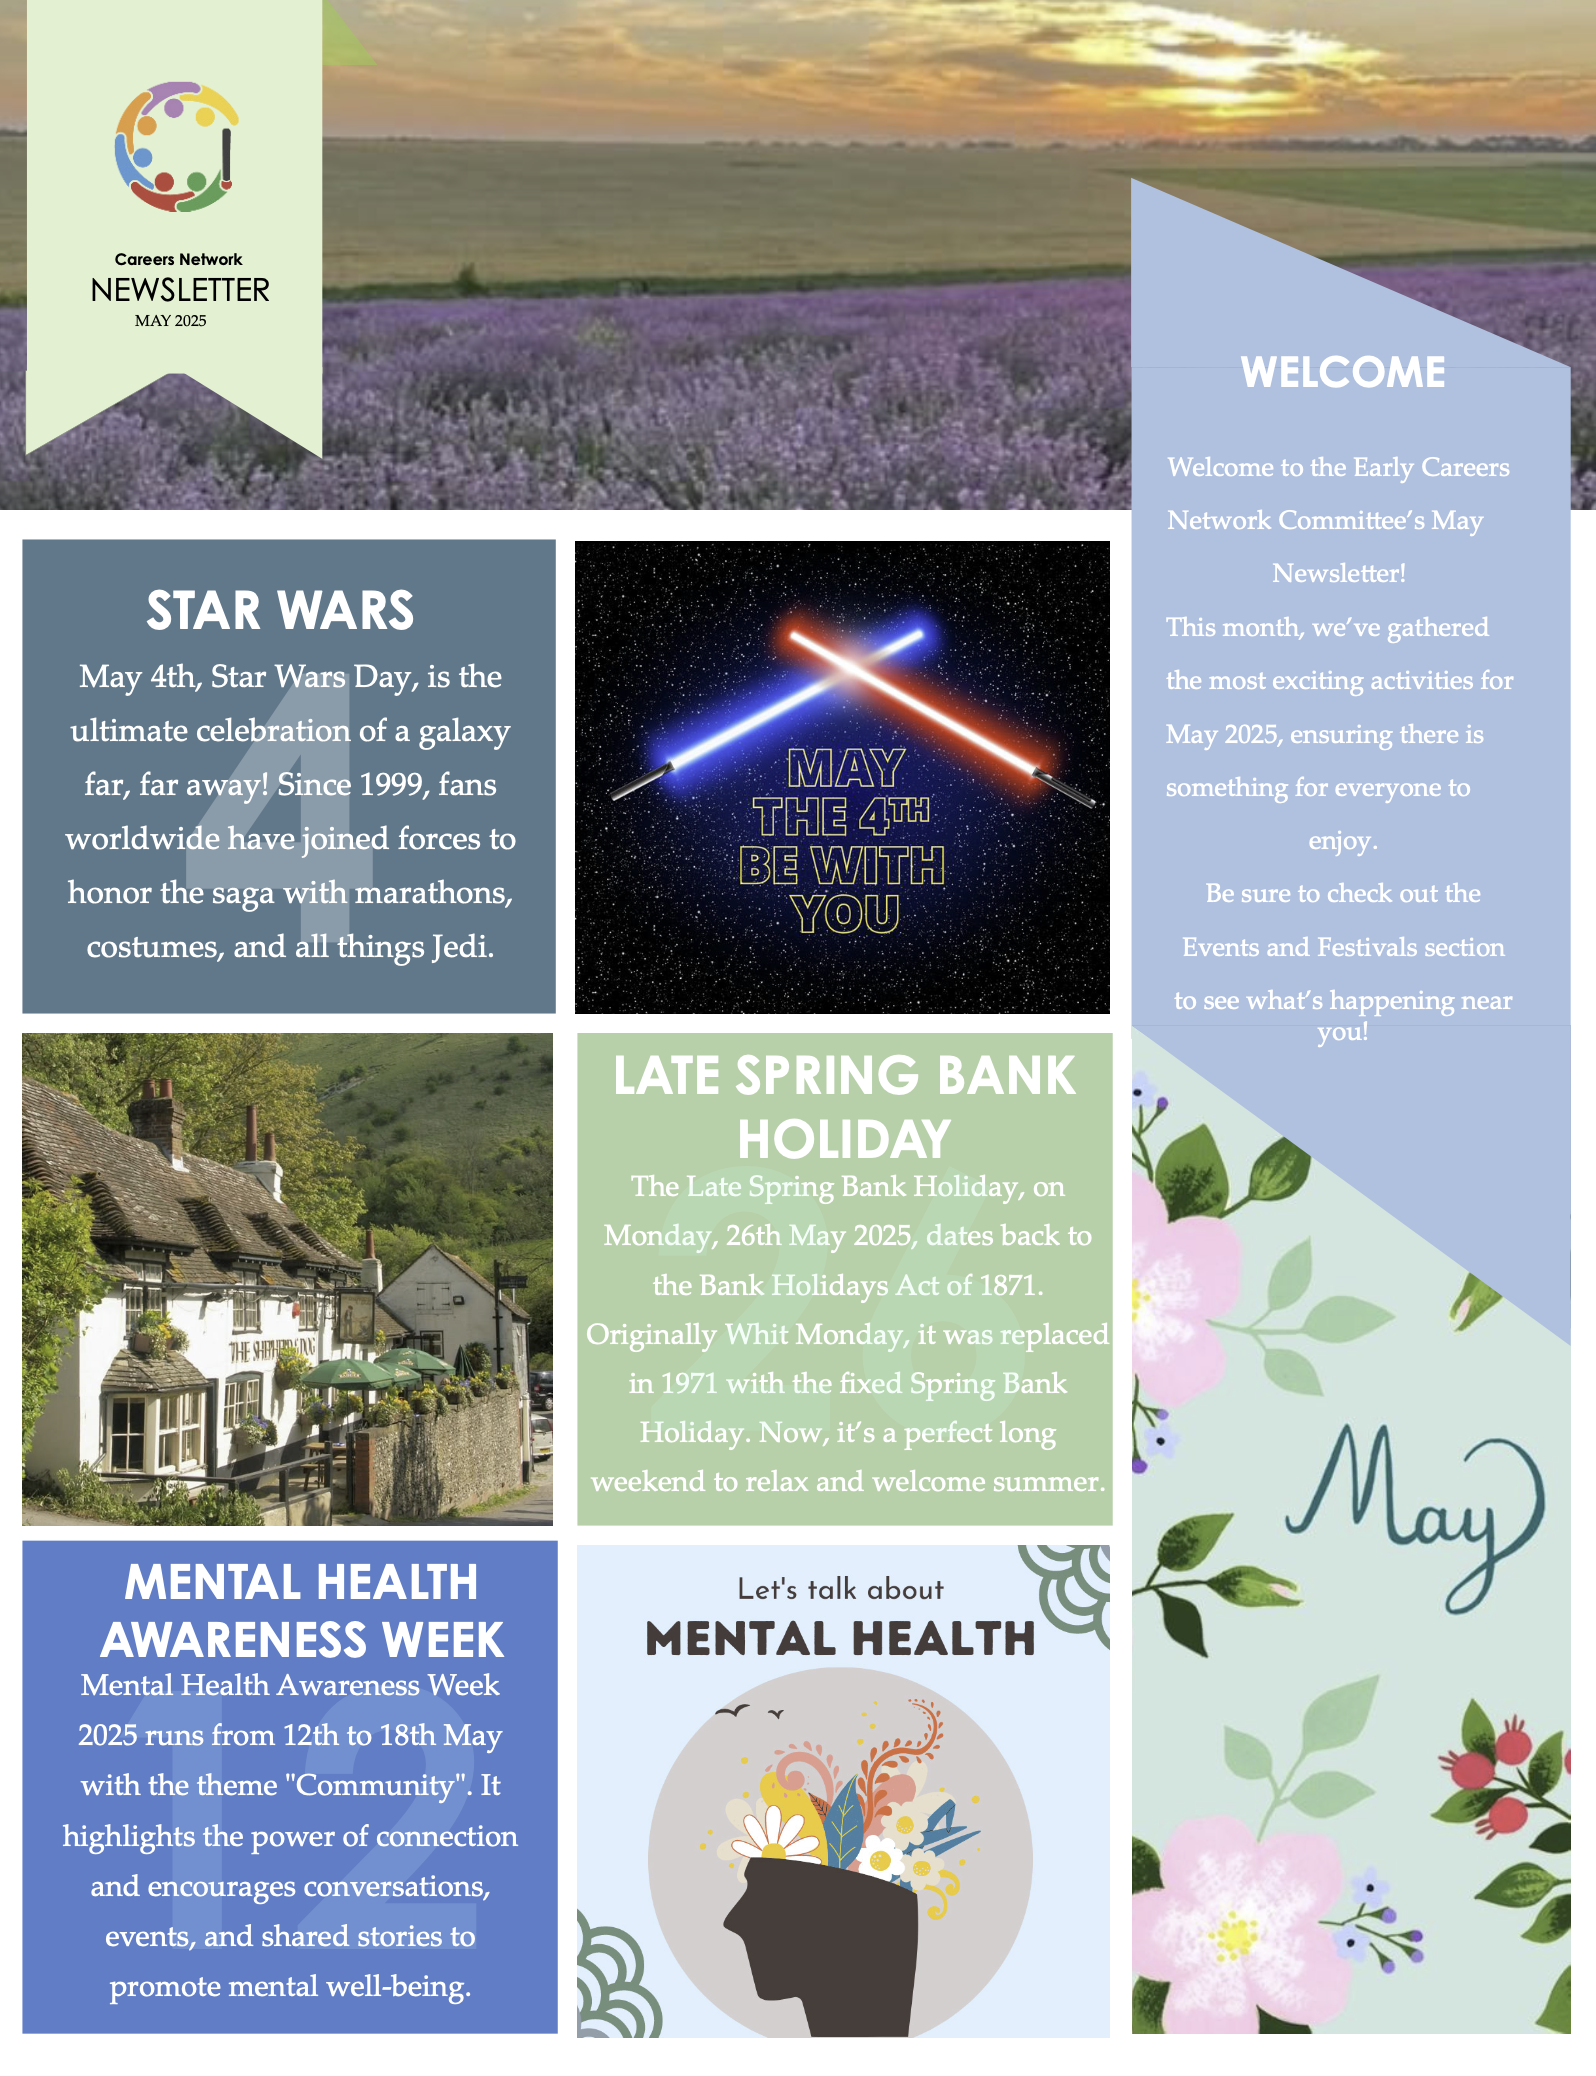 Careers Network
NEWSLETTER
MAY 2025
WELCOME
Welcome to the Early Careers
Network Committee’s May
Newsletter!
This month, we’ve gathered
the most exciting activities for
May 2025, ensuring there is
something for everyone to
enjoy.
Be sure to check out the
Events and Festivals section
to see what’s happening near
you!
STAR WARS
4
May 4th, Star Wars Day, is the
ultimate celebration of a galaxy
far, far away! Since 1999, fans
worldwide have joined forces to
honor the saga with marathons,
costumes, and all things Jedi.
MAY
THE 4TH
BE WITH
YOU
THE SHEPHERD & DOG
LATE SPRING BANK
HOLIDAY
26
The Late Spring Bank Holiday, on
Monday, 26th May 2025, dates back to
the Bank Holidays Act of 1871.
Originally Whit Monday, it was replaced
in 1971 with the fixed Spring Bank
Holiday. Now, it’s a perfect long
weekend to relax and welcome summer.
MENTAL HEALTH
AWARENESS WEEK
12
Mental Health Awareness Week
2025 runs from 12th to 18th May
with the theme "Community". It
highlights the power of connection
and encourages conversations,
events, and shared stories to
promote mental well-being.
Let's talk about
MENTAL HEALTH
May